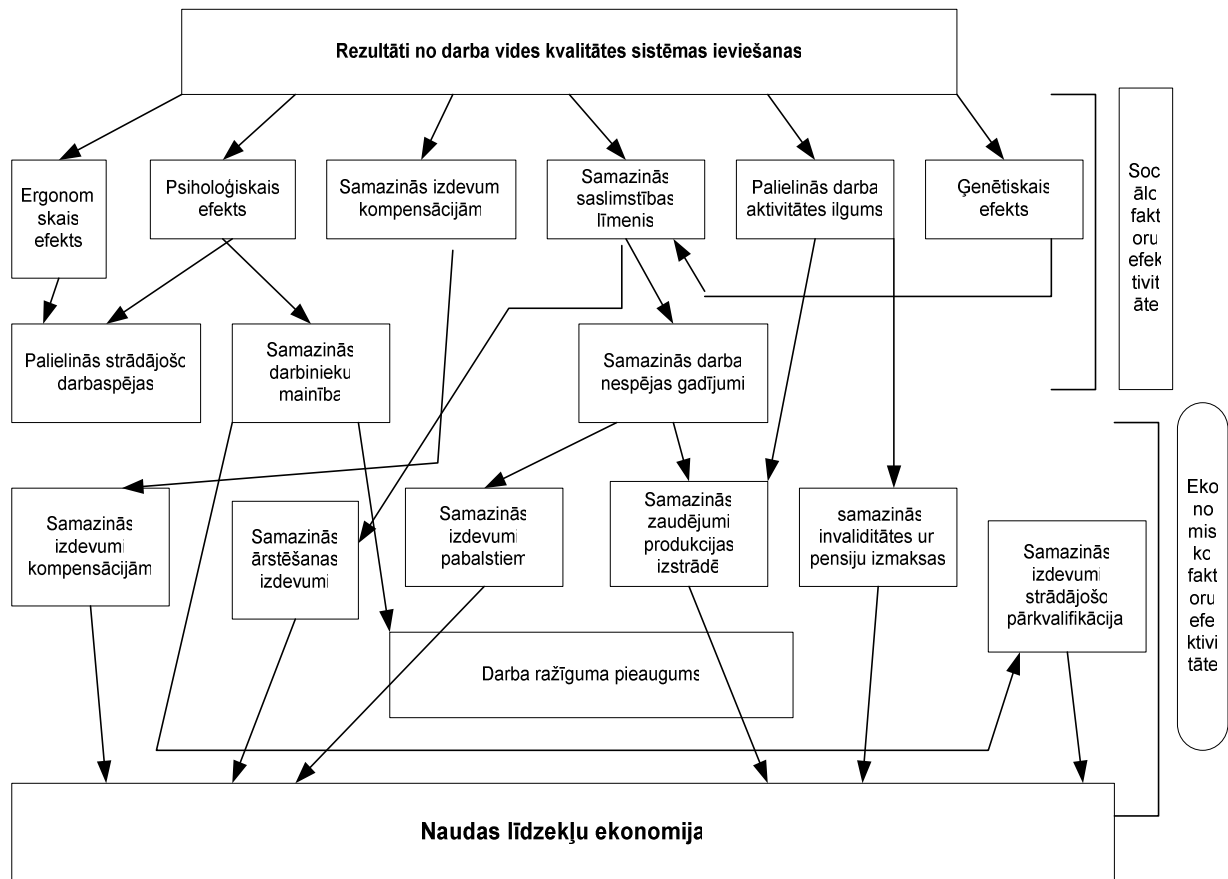 Rezultāti no darba vides kvalitātes sistēmas ieviešanas
Ergonom
skais
efekts
Psiholoģiskais
efekts
Samazinās izdevum
kompensācijām
Samazinās
saslimstības
līmenis
Palielinās darba
aktivitātes ilgums
Ģenētiskais
efekts
Soc
ālo
fakt
oru
efek
tivit
āte
Palielinās strādājošo
darbaspējas
Samazinās
darbinieku
mainība
Samazinās darba
nespējas gadījumi
Samazinās
izdevumi
kompensācijām
Samazinās
ārstēšanas
izdevumi
Samazinās
izdevumi
pabalstiem
Samazinās
zaudējumi
produkcijas
izstrādē
samazinās
invaliditātes un
pensiju izmaksas
Samazinās
izdevumi
strādājošo
pārkvalifikācija
Eko
no
mis
ko
fakt
oru
efe
ktivi
tāte
Darba ražīguma pieaugums
Naudas līdzekļu ekonomija